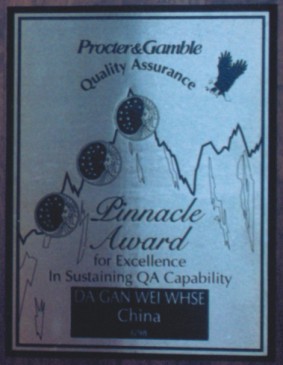 Procter&Gamble
Quality Assurance
Pinnacle
Award
for Excellence
In Sustaining QA Capability
DA GAN WEI WHSE
China